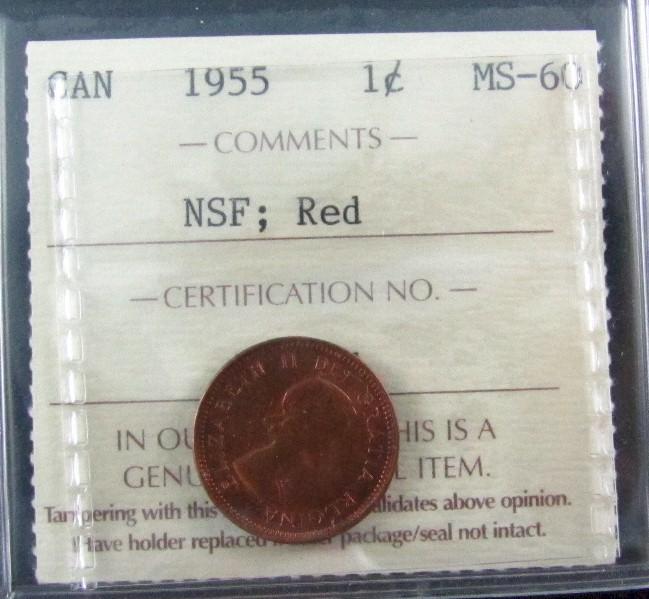 CAN 1955 1¢ MS-60
— COMMENTS —
NSF; Red
— CERTIFICATION NO. —
ELIZABETH II DEI GRATIA REGINA
IN OU HIS IS A
GENU L ITEM.
Tampering with this lidates above opinion.
Have holder replaced package/seal not intact.